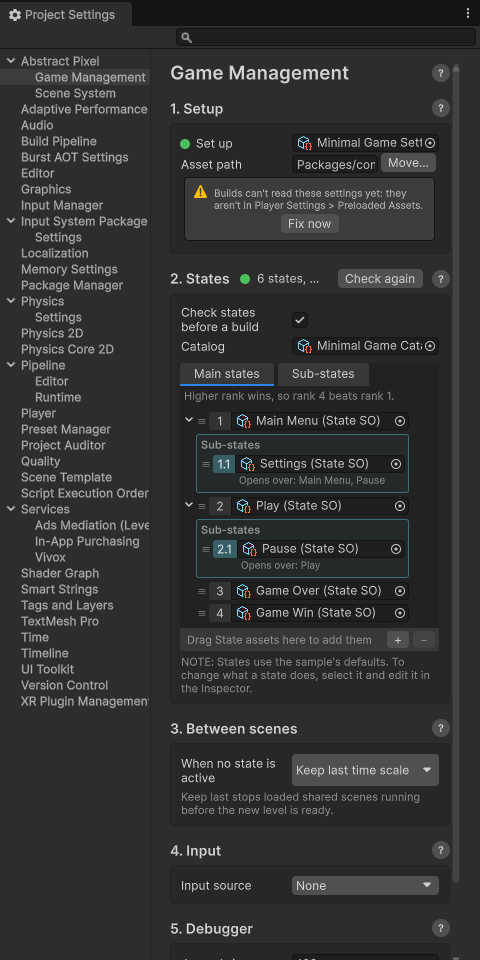 Project Settings
Abstract Pixel
Game Management
Scene System
Adaptive Performance
Audio
Build Pipeline
Burst AOT Settings
Editor
Graphics
Input Manager
Input System Package
Settings
Localization
Memory Settings
Package Manager
Physics
Settings
Physics 2D
Physics Core 2D
Pipeline
Editor
Runtime
Player
Preset Manager
Project Auditor
Quality
Scene Template
Script Execution Order
Services
Ads Mediation (Leve
In-App Purchasing
Vivox
Shader Graph
Smart Strings
Tags and Layers
TextMesh Pro
Time
Timeline
UI Toolkit
Version Control
XR Plugin Management
Game Management ?
1. Setup ?
Set up Minimal Game Sett
Asset path Packages/cor Move...
Builds can't read these settings yet: they
aren't in Player Settings > Preloaded Assets.
Fix now
2. States 6 states, ... Check again ?
Check states
before a build
Catalog Minimal Game Cata
Main states Sub-states
Higher rank wins, so rank 4 beats rank 1.
1 Main Menu (State SO)
Sub-states
1.1 Settings (State SO)
Opens over: Main Menu, Pause
2 Play (State SO)
Sub-states
2.1 Pause (State SO)
Opens over: Play
3 Game Over (State SO)
4 Game Win (State SO)
Drag State assets here to add them + −
NOTE: States use the sample's defaults. To
change what a state does, select it and edit it in
the Inspector.
3. Between scenes ?
When no state is
active Keep last time scale
Keep last stops loaded shared scenes running
before the new level is ready.
4. Input ?
Input source None
5. Debugger ?